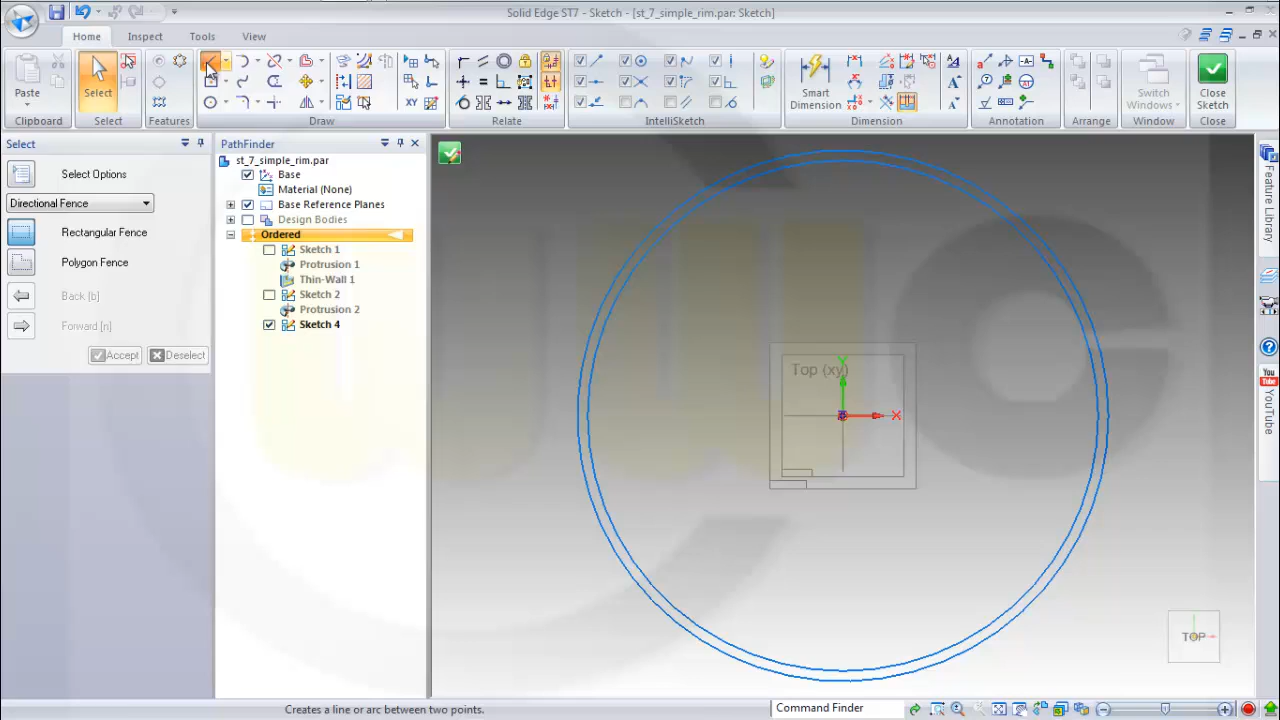 Solid Edge ST7 - Sketch - [st_7_simple_rim.par: Sketch]
Home
Inspect
Tools
View
Paste
Select
Smart Dimension
Switch Windows
Close Sketch
Clipboard
Select
Features
Draw
Relate
IntelliSketch
Dimension
Annotation
Arrange
Window
Close
Select
Select Options
Directional Fence
Rectangular Fence
Polygon Fence
Back [b]
Forward [n]
Accept
Deselect
PathFinder
st_7_simple_rim.par
Base
Material (None)
Base Reference Planes
Design Bodies
Ordered
Sketch 1
Protrusion 1
Thin-Wall 1
Sketch 2
Protrusion 2
Sketch 4
Top (xy)
Y
X
TOP
Feature Library
You Tube
YouTube
Creates a line or arc between two points.
Command Finder